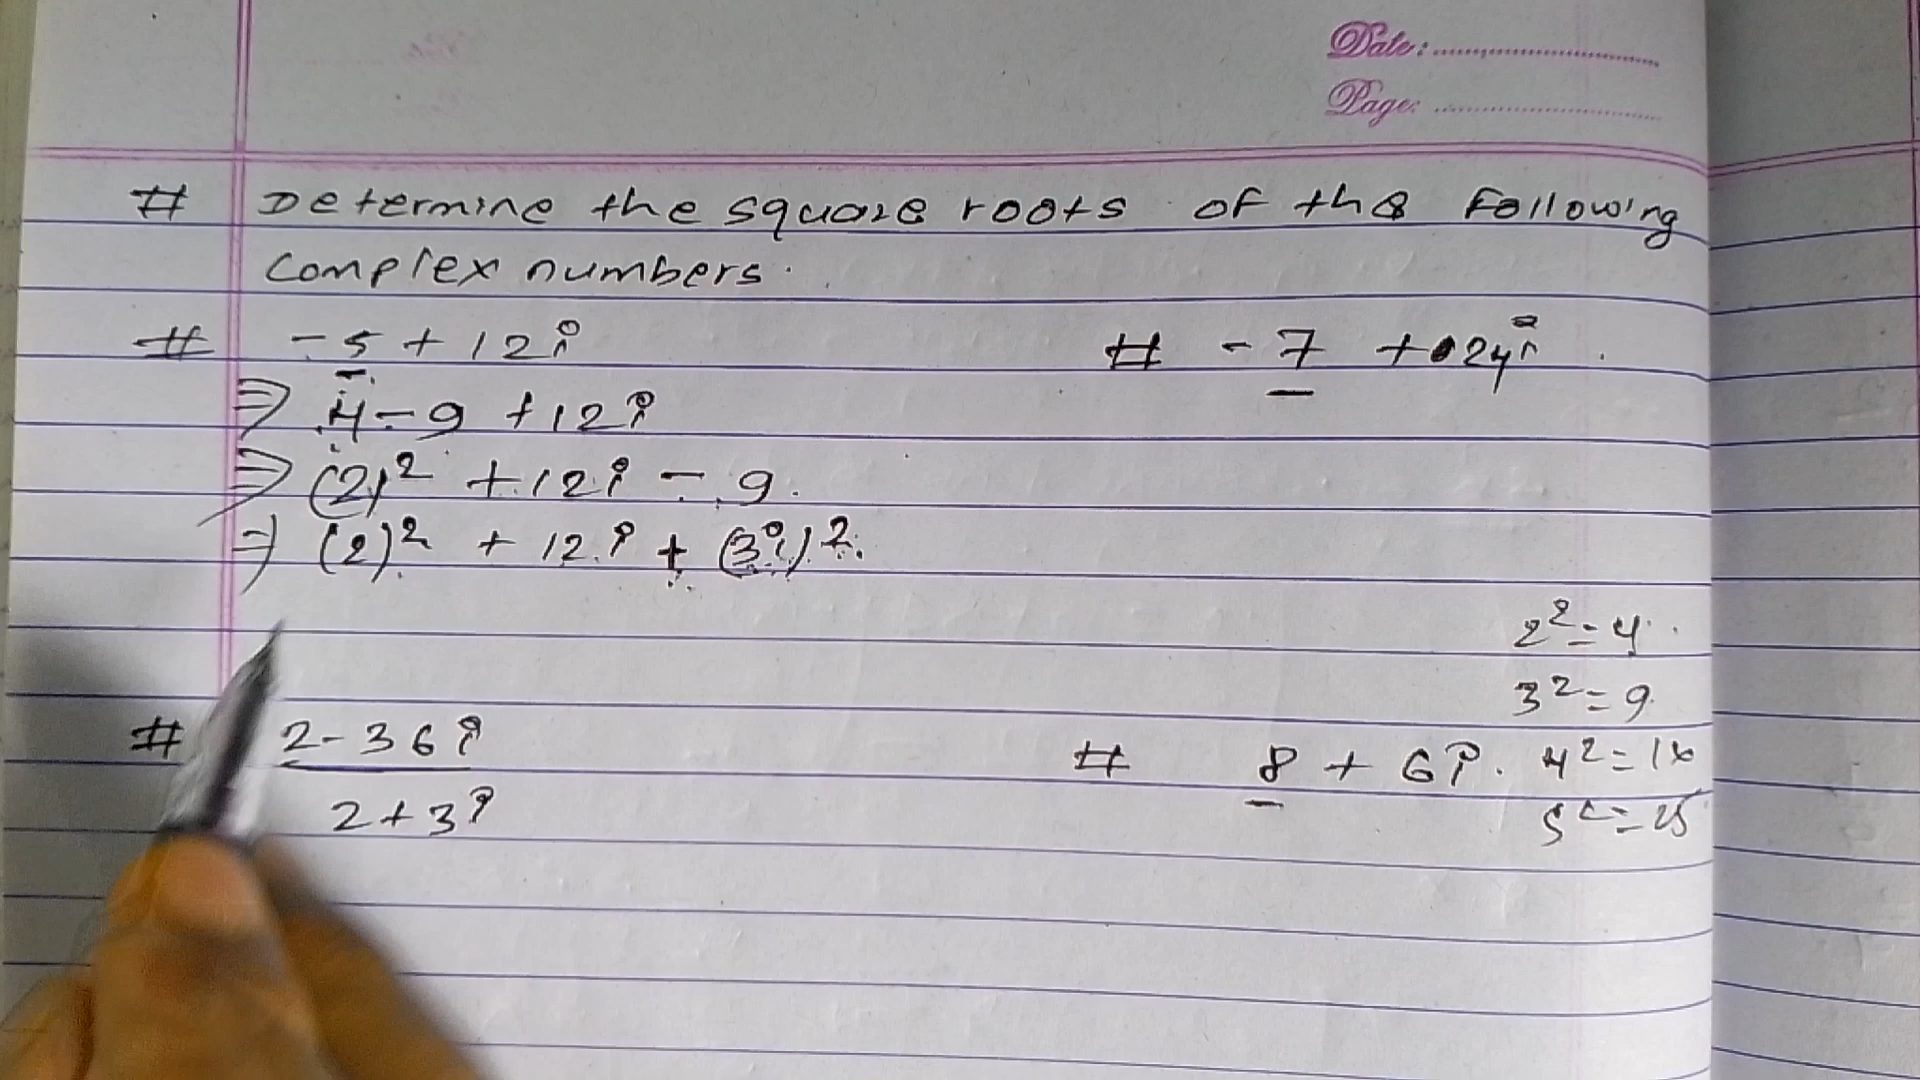 Date:
Page:
# Determine the square roots of the following
complex numbers.
# -5 + 12i
⇒ 4 - 9 + 12i
⇒ (2)² + 12i - 9.
⇒ (2)² + 12.i + (3i)².
# -7 + 24i
2² = 4
3² = 9
# 2-36i
2+3i
# 8 + 6i.
4² = 16
5² = 25